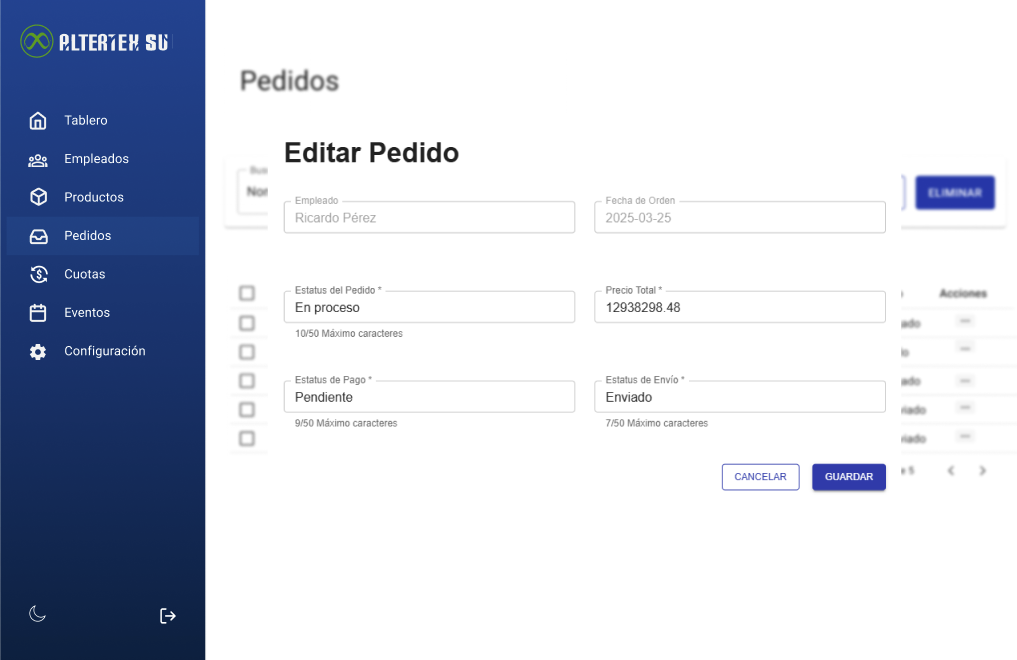 ALTERTEX SU
Tablero
Empleados
Productos
Pedidos
Cuotas
Eventos
Configuración
Pedidos
ELIMINAR
Acciones
Editar Pedido
Empleado
Ricardo Pérez
Fecha de Orden
2025-03-25
Estatus del Pedido *
En proceso
10/50 Máximo caracteres
Precio Total *
12938298.48
Estatus de Pago *
Pendiente
9/50 Máximo caracteres
Estatus de Envío *
Enviado
7/50 Máximo caracteres
CANCELAR
GUARDAR